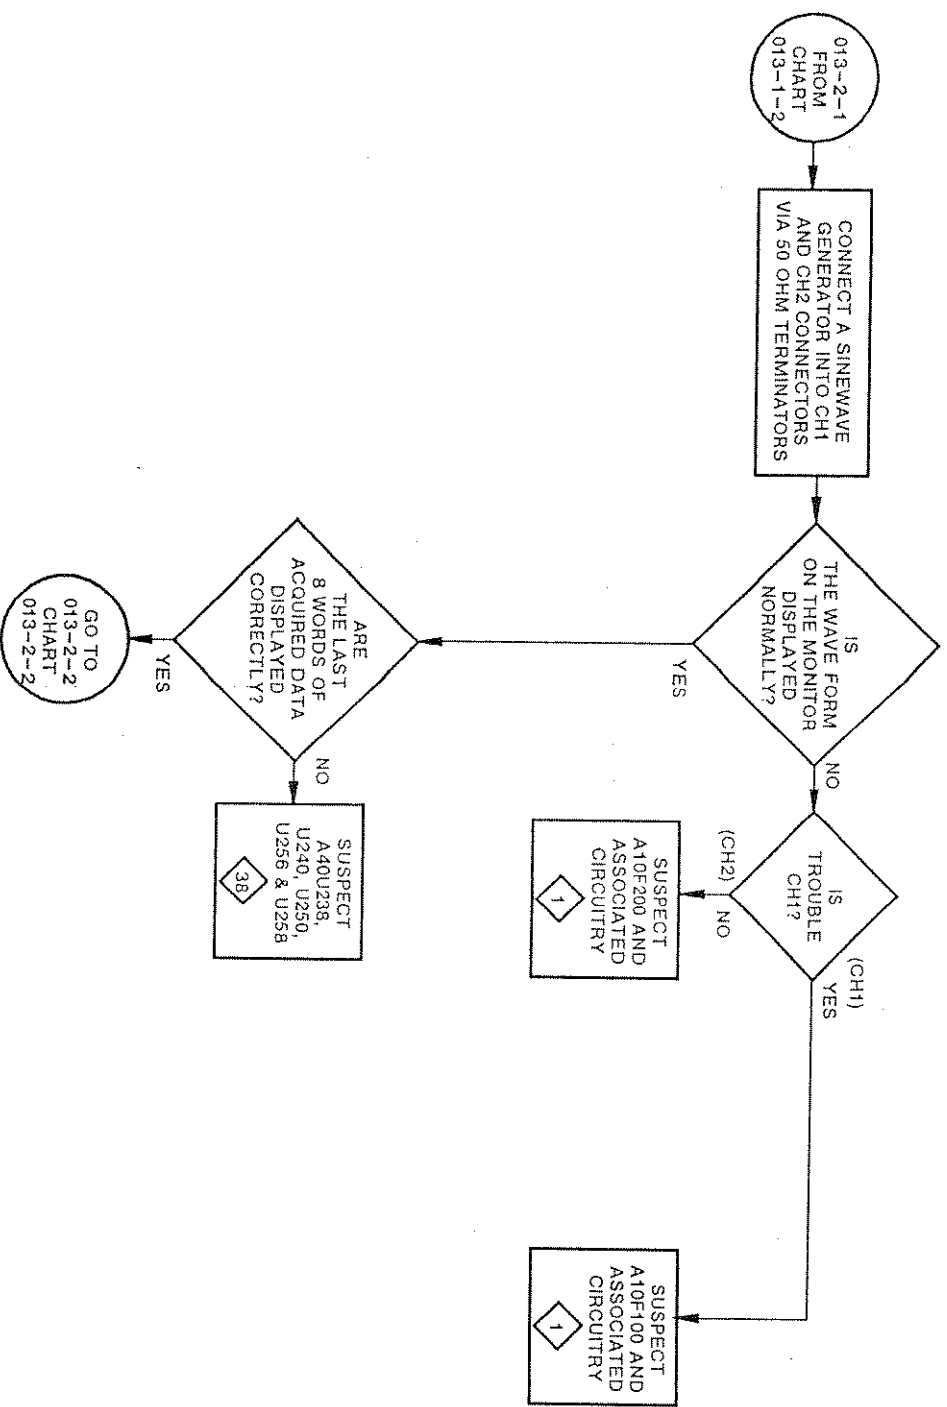 013-2-1
FROM
CHART
013-1-2
CONNECT A SINEWAVE
GENERATOR INTO CH1
AND CH2 CONNECTORS
VIA 50 OHM TERMINATORS
IS
THE WAVE FORM
ON THE MONITOR
DISPLAYED
NORMALLY?
NO
YES
IS
TROUBLE
CH1?
(CH1)
YES
(CH2)
NO
SUSPECT
A10F200 AND
ASSOCIATED
CIRCUITRY
1
SUSPECT
A10F100 AND
ASSOCIATED
CIRCUITRY
1
ARE
THE LAST
8 WORDS OF
ACQUIRED DATA
DISPLAYED
CORRECTLY?
NO
YES
SUSPECT
A40U238,
U240, U250,
U256 & U258
38
GO TO
013-2-2
CHART
013-2-2